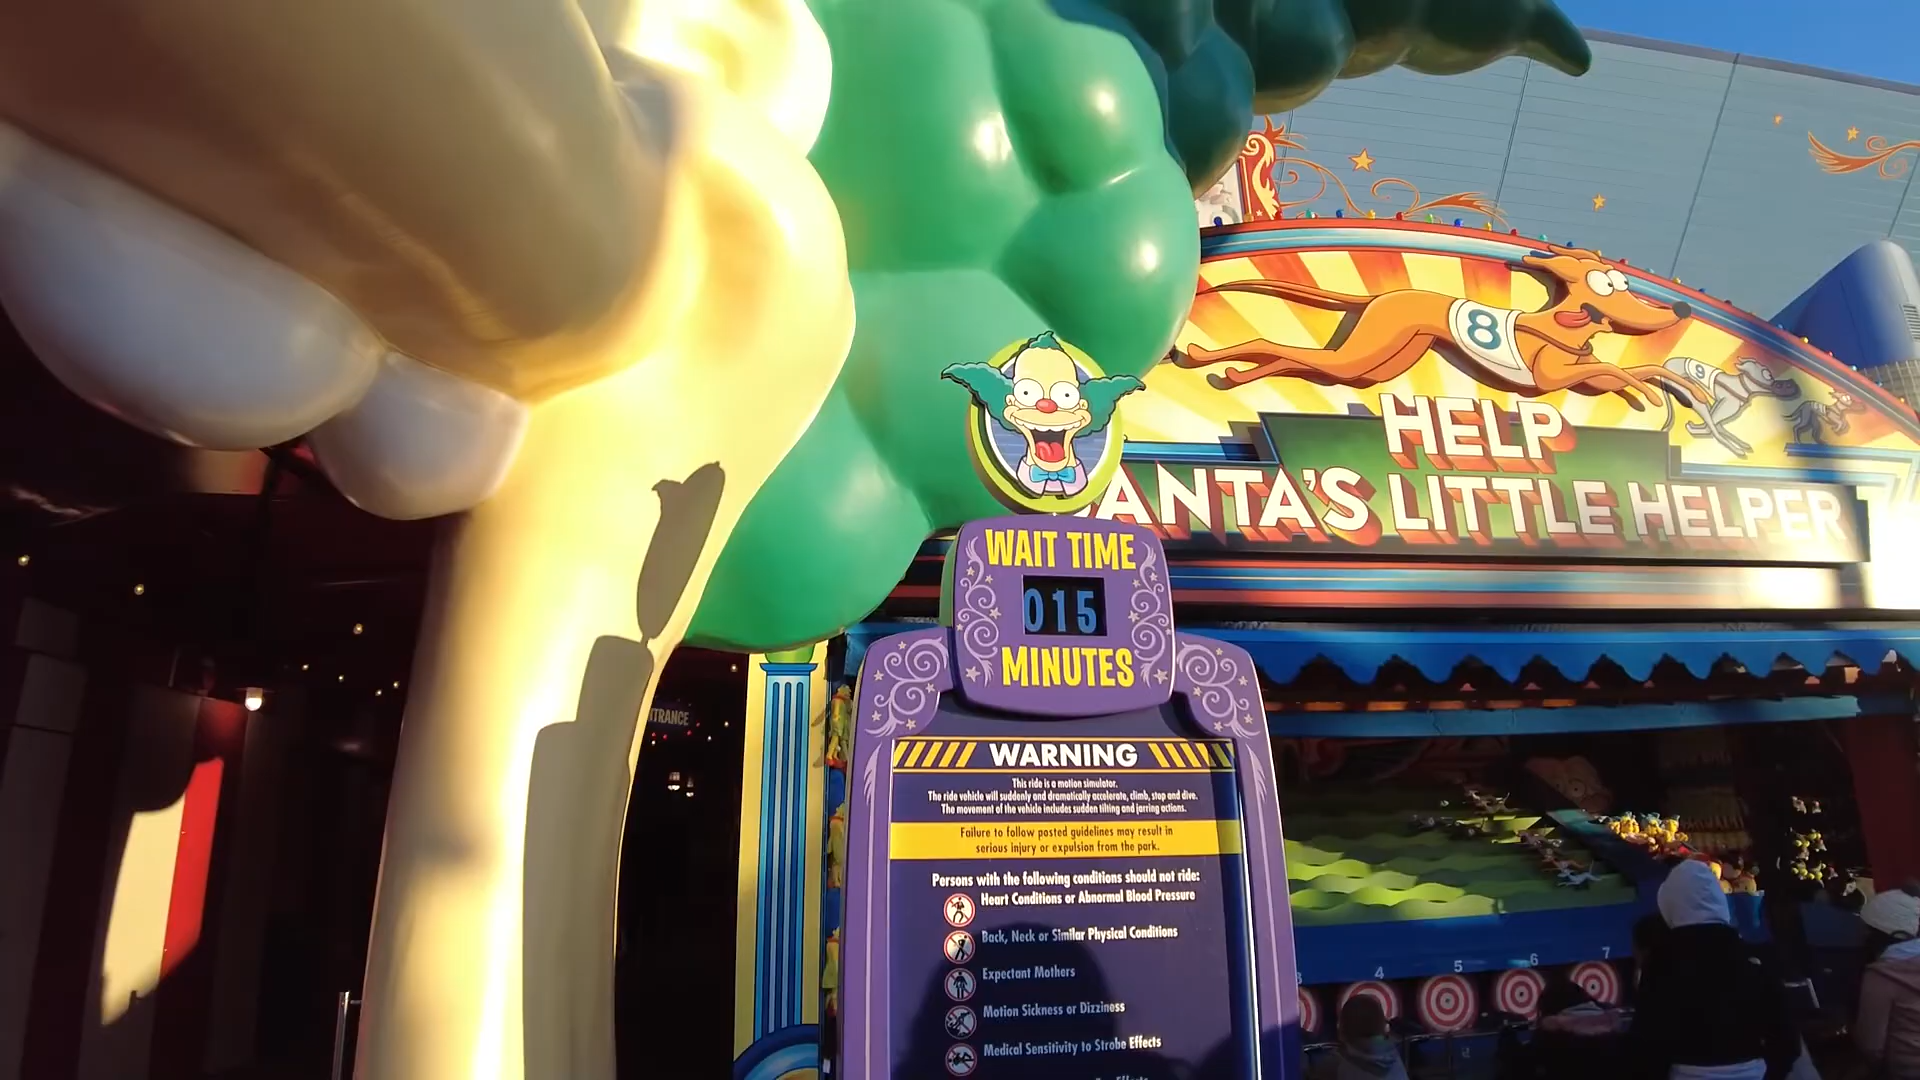 8
9
HELP
SANTA'S LITTLE HELPER
WAIT TIME
015
MINUTES
ENTRANCE
WARNING
This ride is a motion simulator.
The ride vehicle will suddenly and dramatically accelerate, climb, stop and dive.
The movement of the vehicle includes sudden tilting and jarring actions.
Failure to follow posted guidelines may result in
serious injury or expulsion from the park.
Persons with the following conditions should not ride:
Heart Conditions or Abnormal Blood Pressure
Back, Neck or Similar Physical Conditions
Expectant Mothers
Motion Sickness or Dizziness
Medical Sensitivity to Strobe Effects
3 4 5 6 7